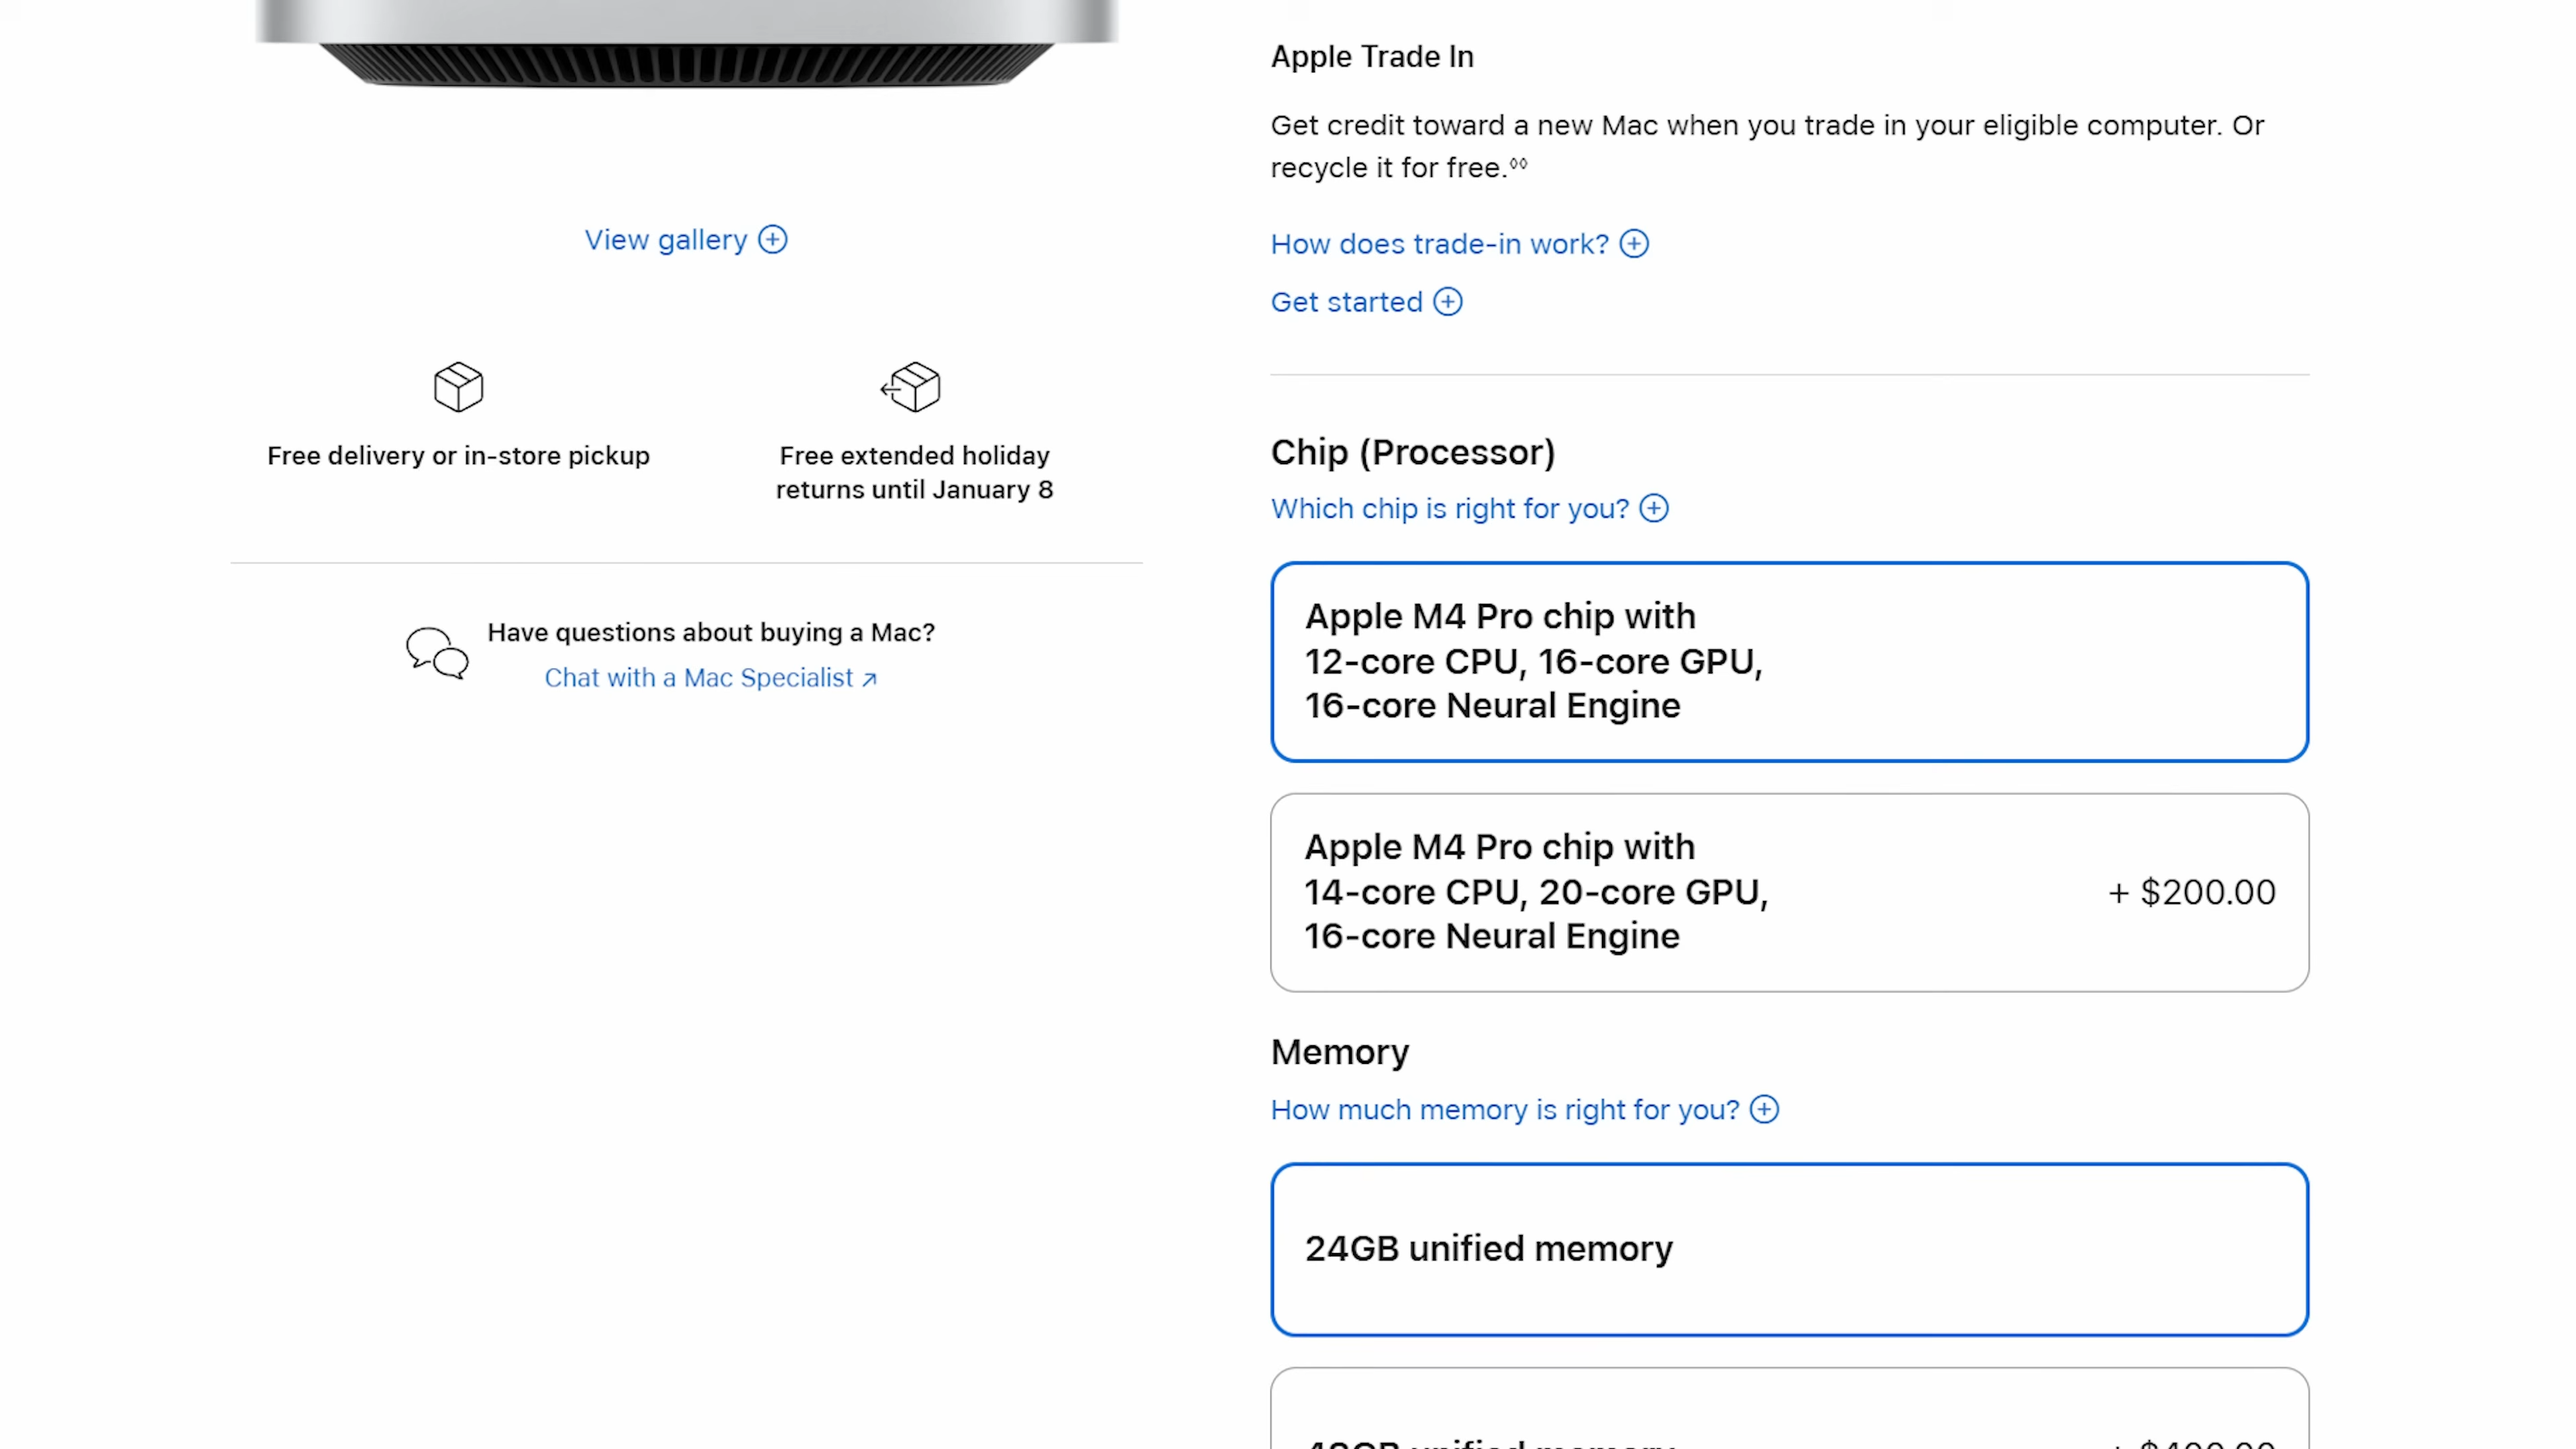 Apple Trade In
Get credit toward a new Mac when you trade in your eligible computer. Or
recycle it for free.◊◊
How does trade-in work?
Get started
View gallery
Free delivery or in-store pickup
Free extended holiday
returns until January 8
Have questions about buying a Mac?
Chat with a Mac Specialist ↗
Chip (Processor)
Which chip is right for you?
Apple M4 Pro chip with
12-core CPU, 16-core GPU,
16-core Neural Engine
Apple M4 Pro chip with
14-core CPU, 20-core GPU,
16-core Neural Engine
+ $200.00
Memory
How much memory is right for you?
24GB unified memory
48GB unified memory
+ $400.00